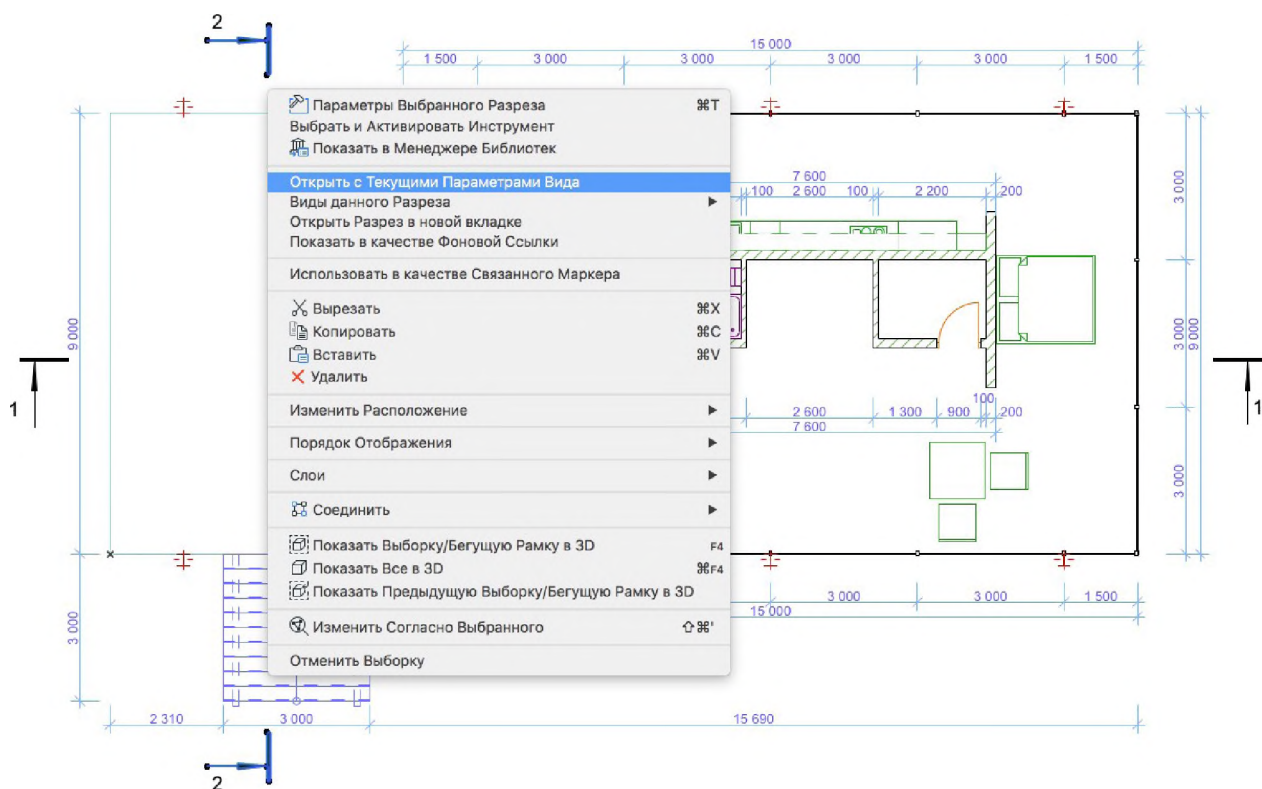 2
15 000
1 500 3 000 3 000 3 000 3 000 1 500
Параметры Выбранного Разреза ⌘T
Выбрать и Активировать Инструмент
Показать в Менеджере Библиотек
Открыть с Текущими Параметрами Вида
Виды данного Разреза ▶
Открыть Разрез в новой вкладке
Показать в качестве Фоновой Ссылки
Использовать в качестве Связанного Маркера
Вырезать ⌘X
Копировать ⌘C
Вставить ⌘V
Удалить
Изменить Расположение ▶
Порядок Отображения ▶
Слои ▶
Соединить ▶
Показать Выборку/Бегущую Рамку в 3D F4
Показать Все в 3D ⌘F4
Показать Предыдущую Выборку/Бегущую Рамку в 3D
Изменить Согласно Выбранного ⇧⌘'
Отменить Выборку
7 600
100 2 600 100 2 200 200
3 000
3 000
3 000
9 000
9 000
3 000
1
1
100
2 600 1 300 900 200
7 600
3 000 3 000 1 500
15 000
2 310 3 000 15 690
2